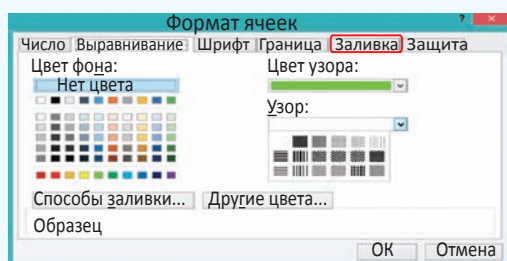 Формат ячеек
Число Выравнивание Шрифт Граница Заливка Защита
Цвет фона: Цвет узора:
Нет цвета
Узор:
Способы заливки... Другие цвета...
Образец
ОК Отмена